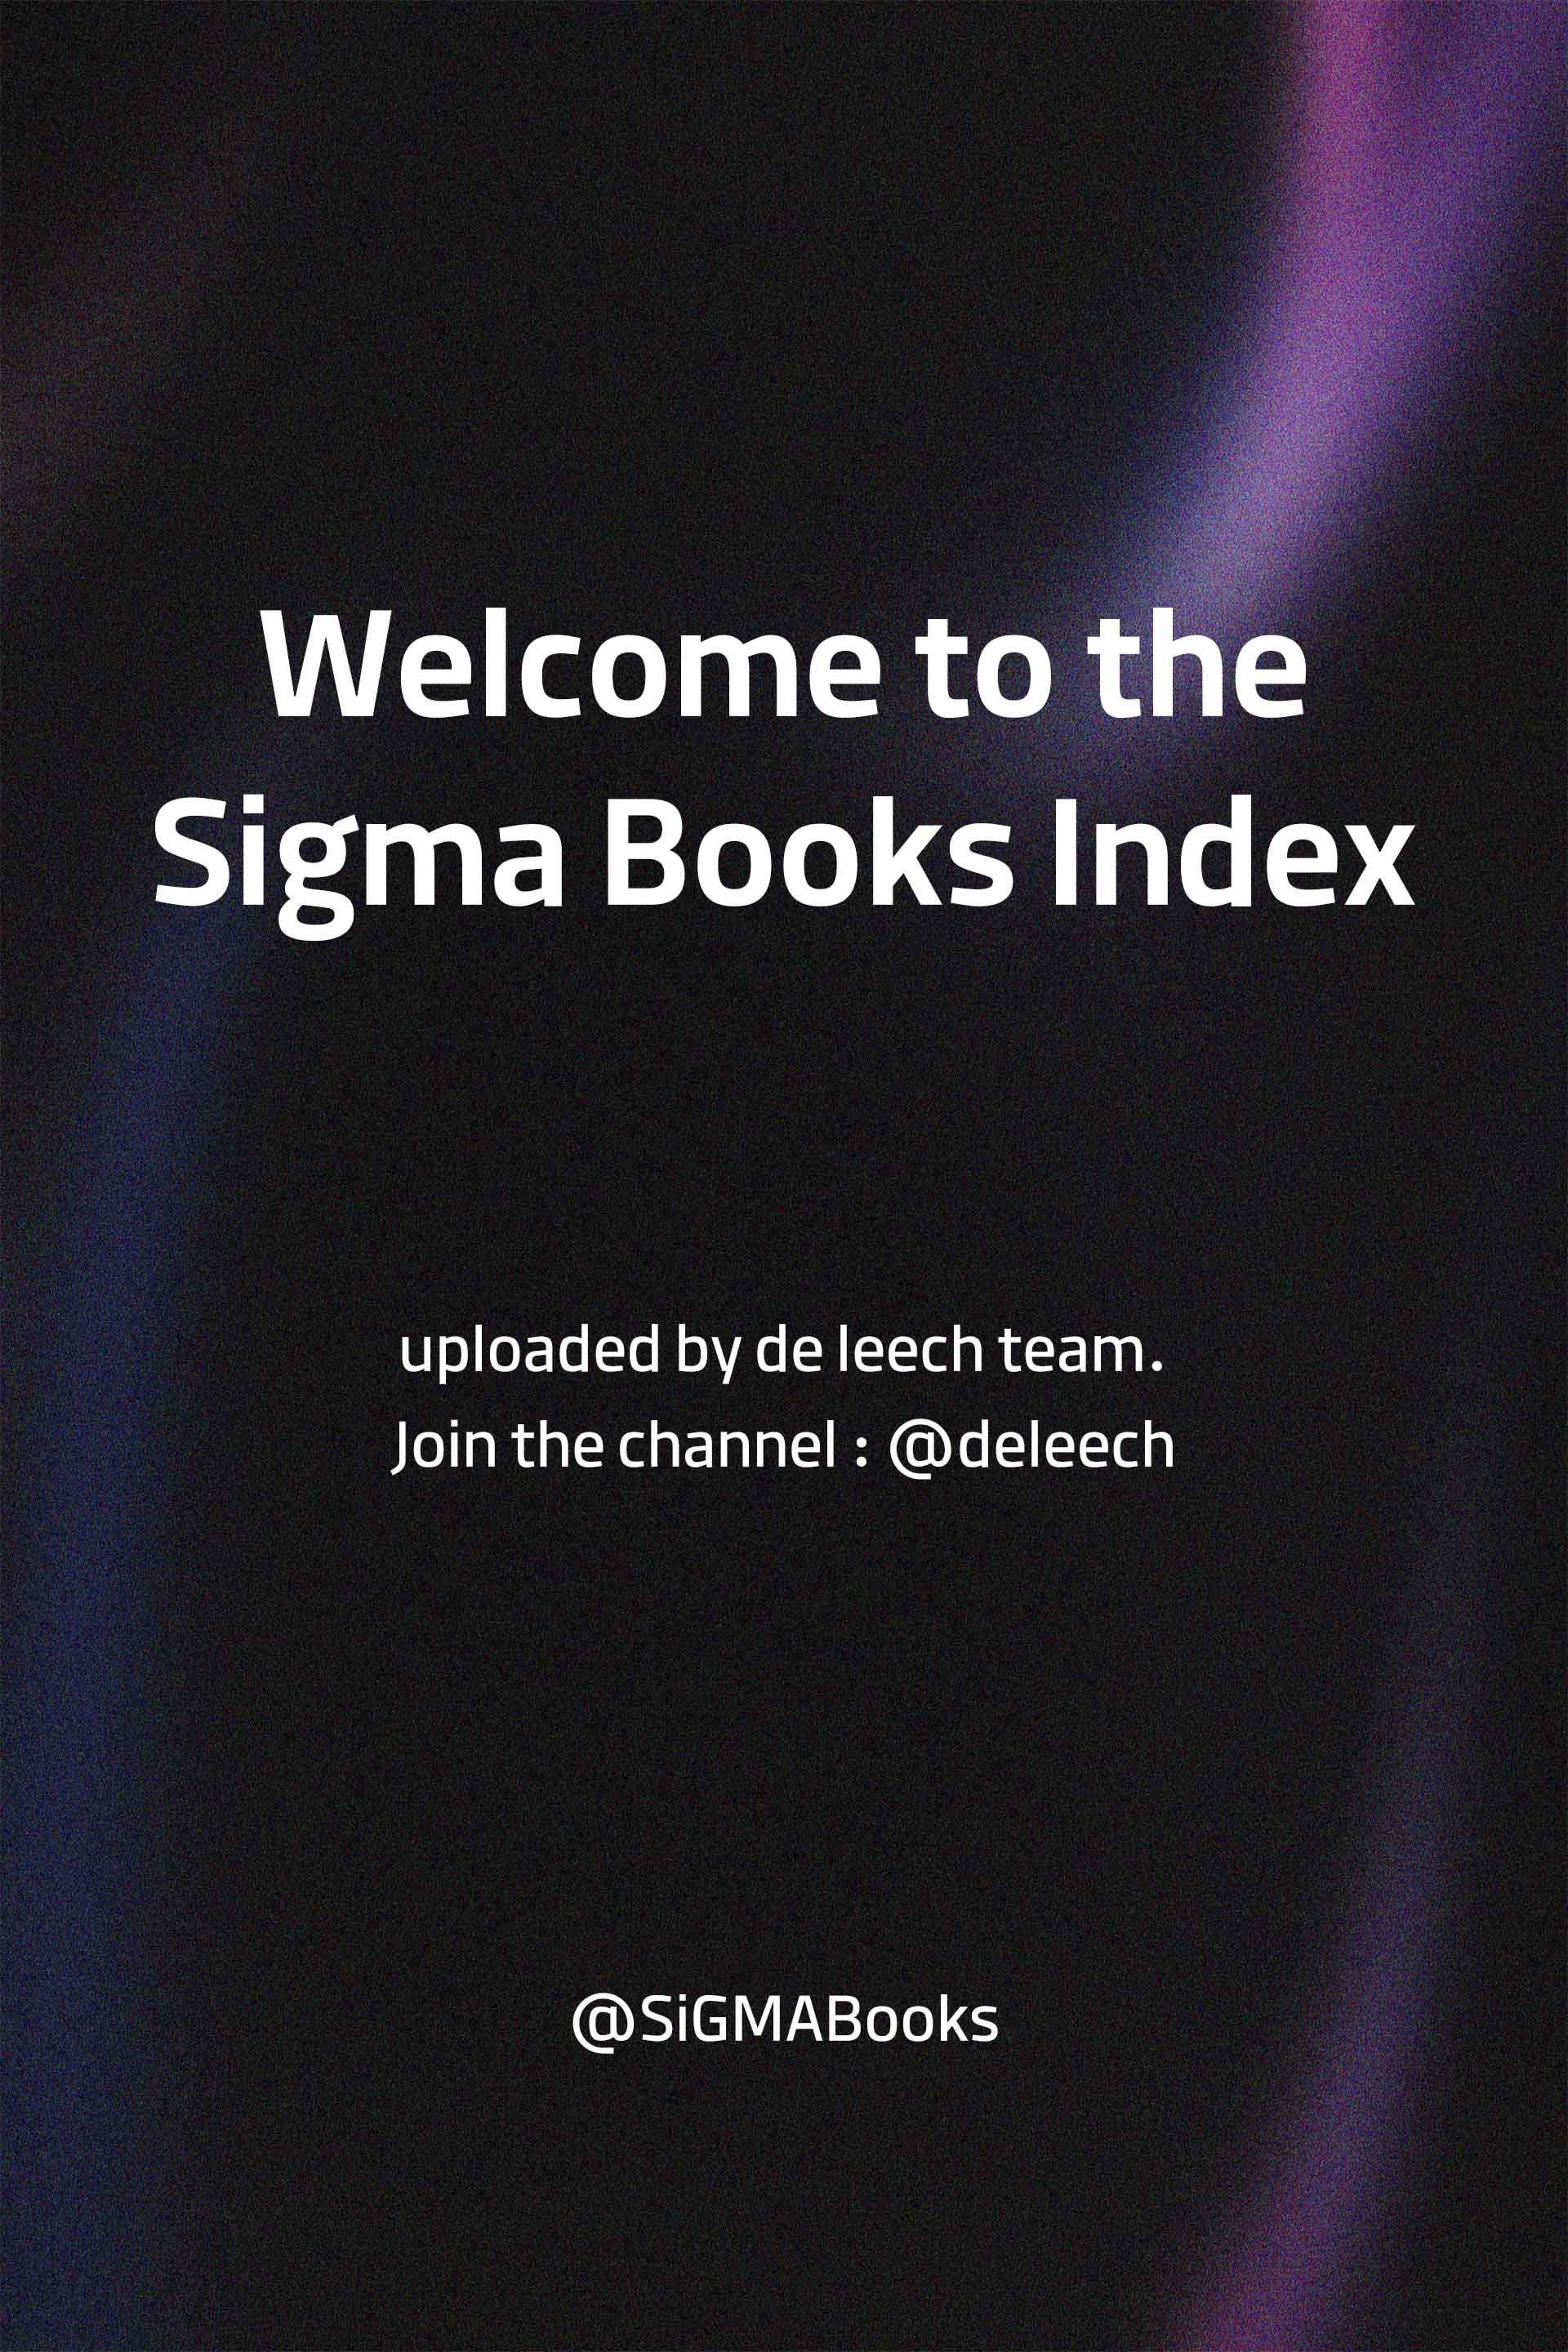 Welcome to the
Sigma Books Index
uploaded by de leech team.
Join the channel : @deleech
@SiGMABooks